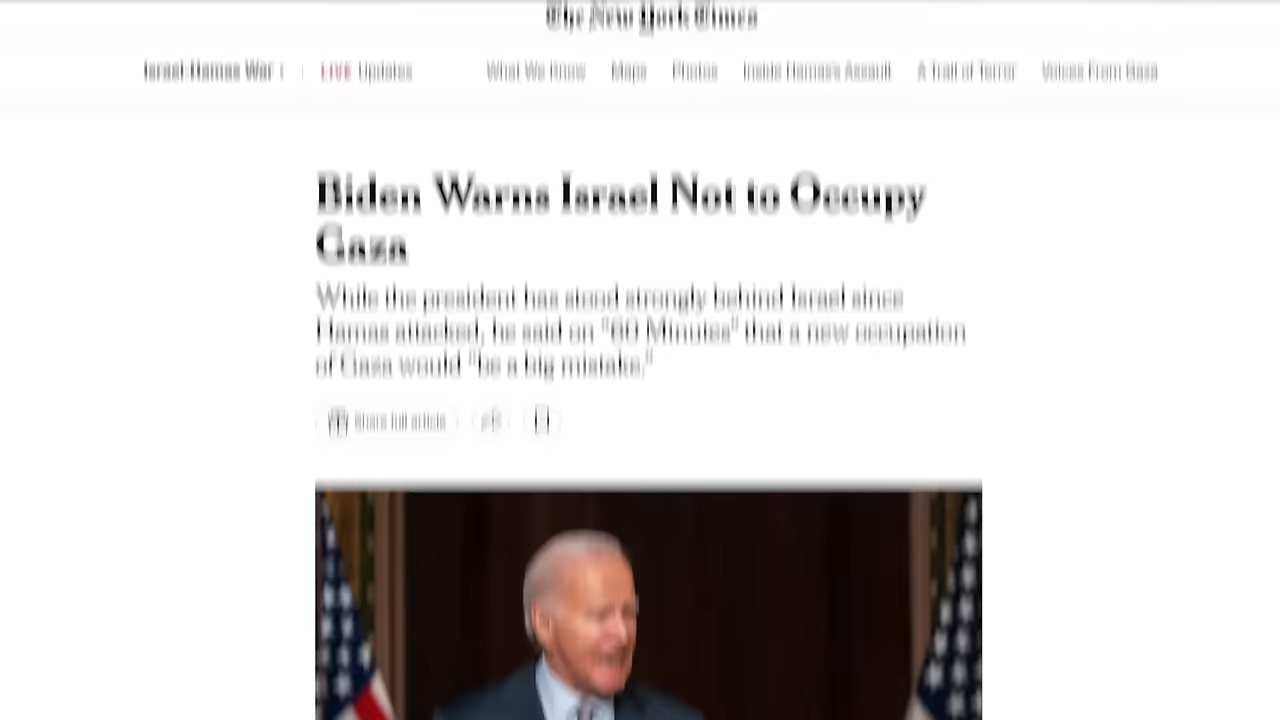 The New York Times
Israel-Hamas War
LIVE Updates
What We Know
Maps
Photos
Inside Hamas's Assault
A Trail of Terror
Voices From Gaza
Biden Warns Israel Not to Occupy
Gaza
While the president has stood strongly behind Israel since
Hamas attacked, he said on "60 Minutes" that a new occupation
of Gaza would "be a big mistake."
Share full article